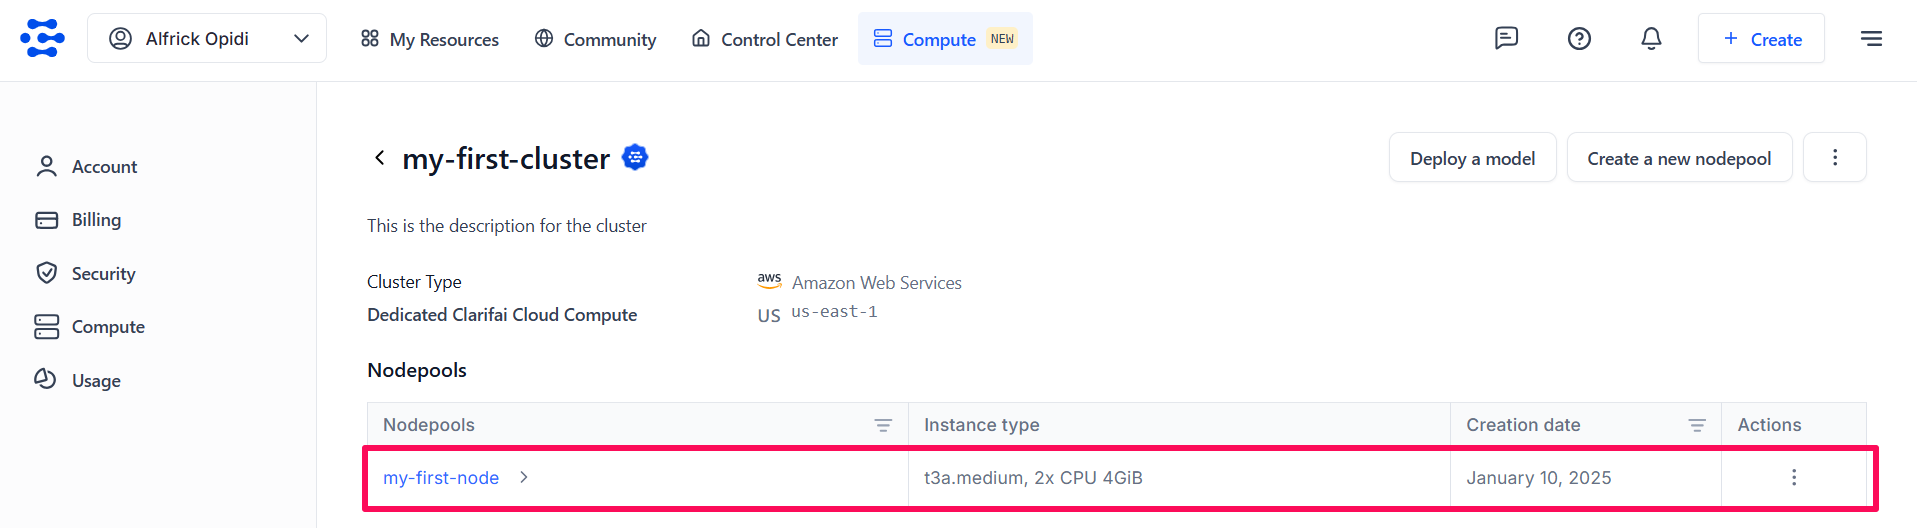 Alfrick Opidi My Resources Community Control Center Compute NEW + Create
Account
Billing
Security
Compute
Usage
my-first-cluster
Deploy a model Create a new nodepool
This is the description for the cluster
Cluster Type aws Amazon Web Services
Dedicated Clarifai Cloud Compute US us-east-1
Nodepools
Nodepools Instance type Creation date Actions
my-first-node t3a.medium, 2x CPU 4GiB January 10, 2025